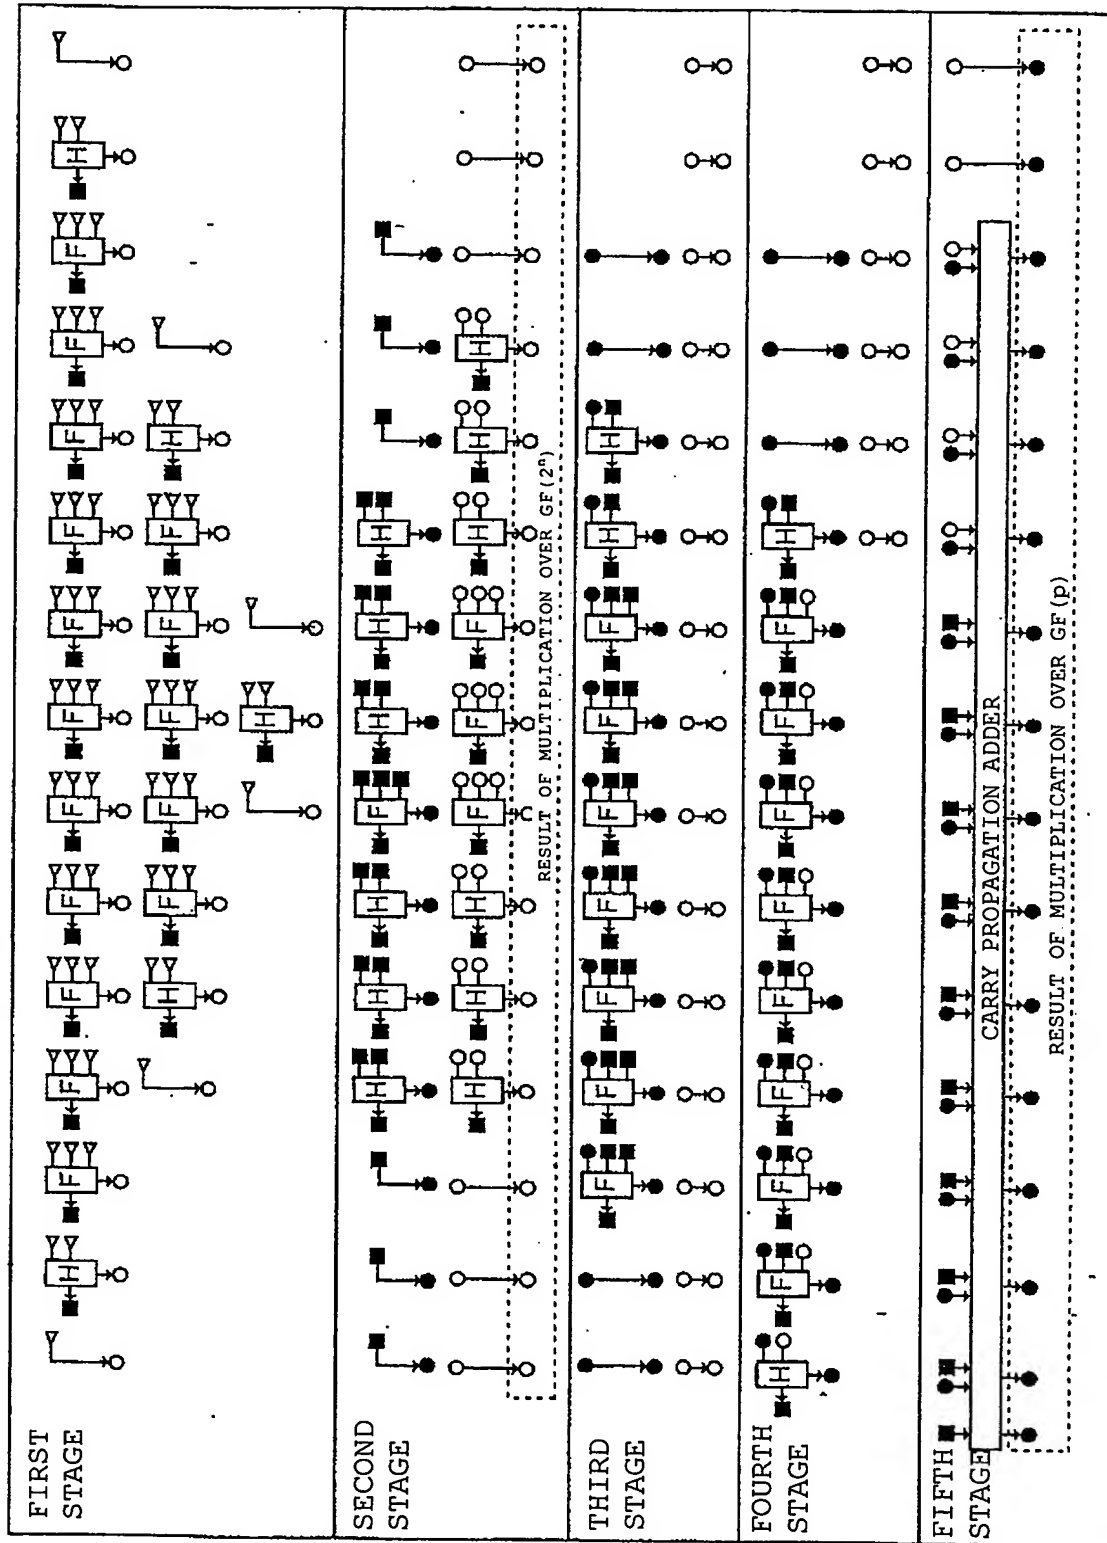 FIRST
STAGE
H F F F F F F F F F F F H
H F F F F F H
H
SECOND
STAGE
H H H F H H H
H H H F F F H H H
RESULT OF MULTIPLICATION OVER GF(2ⁿ)
THIRD
STAGE
F F F F F F F H H
FOURTH
STAGE
H F F F F F F F F H
FIFTH
STAGE
CARRY PROPAGATION ADDER
RESULT OF MULTIPLICATION OVER GF(p)